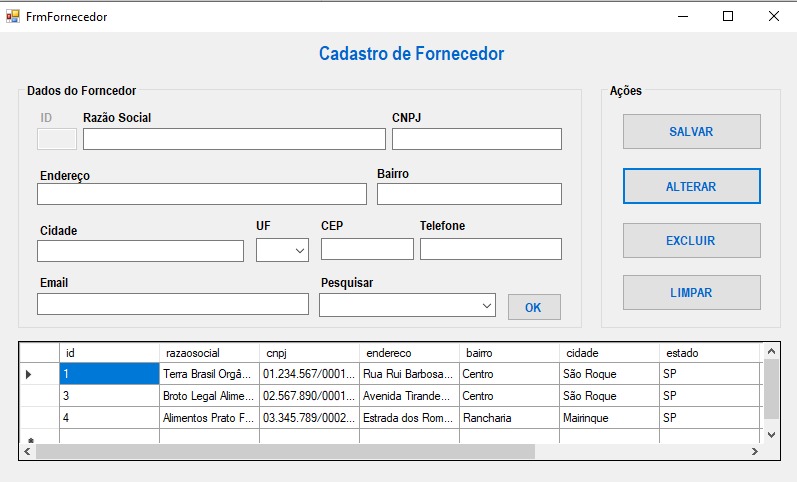 FrmFornecedor
Cadastro de Fornecedor
Dados do Forncedor
Ações
ID Razão Social CNPJ
SALVAR
Endereço Bairro
ALTERAR
Cidade UF CEP Telefone
EXCLUIR
Email Pesquisar
LIMPAR
OK
id razaosocial cnpj endereco bairro cidade estado
1 Terra Brasil Orgâ... 01.234.567/0001... Rua Rui Barbosa... Centro São Roque SP
3 Broto Legal Alime... 02.567.890/0001... Avenida Tirande... Centro São Roque SP
4 Alimentos Prato F... 03.345.789/0002... Estrada dos Rom... Rancharia Mairinque SP